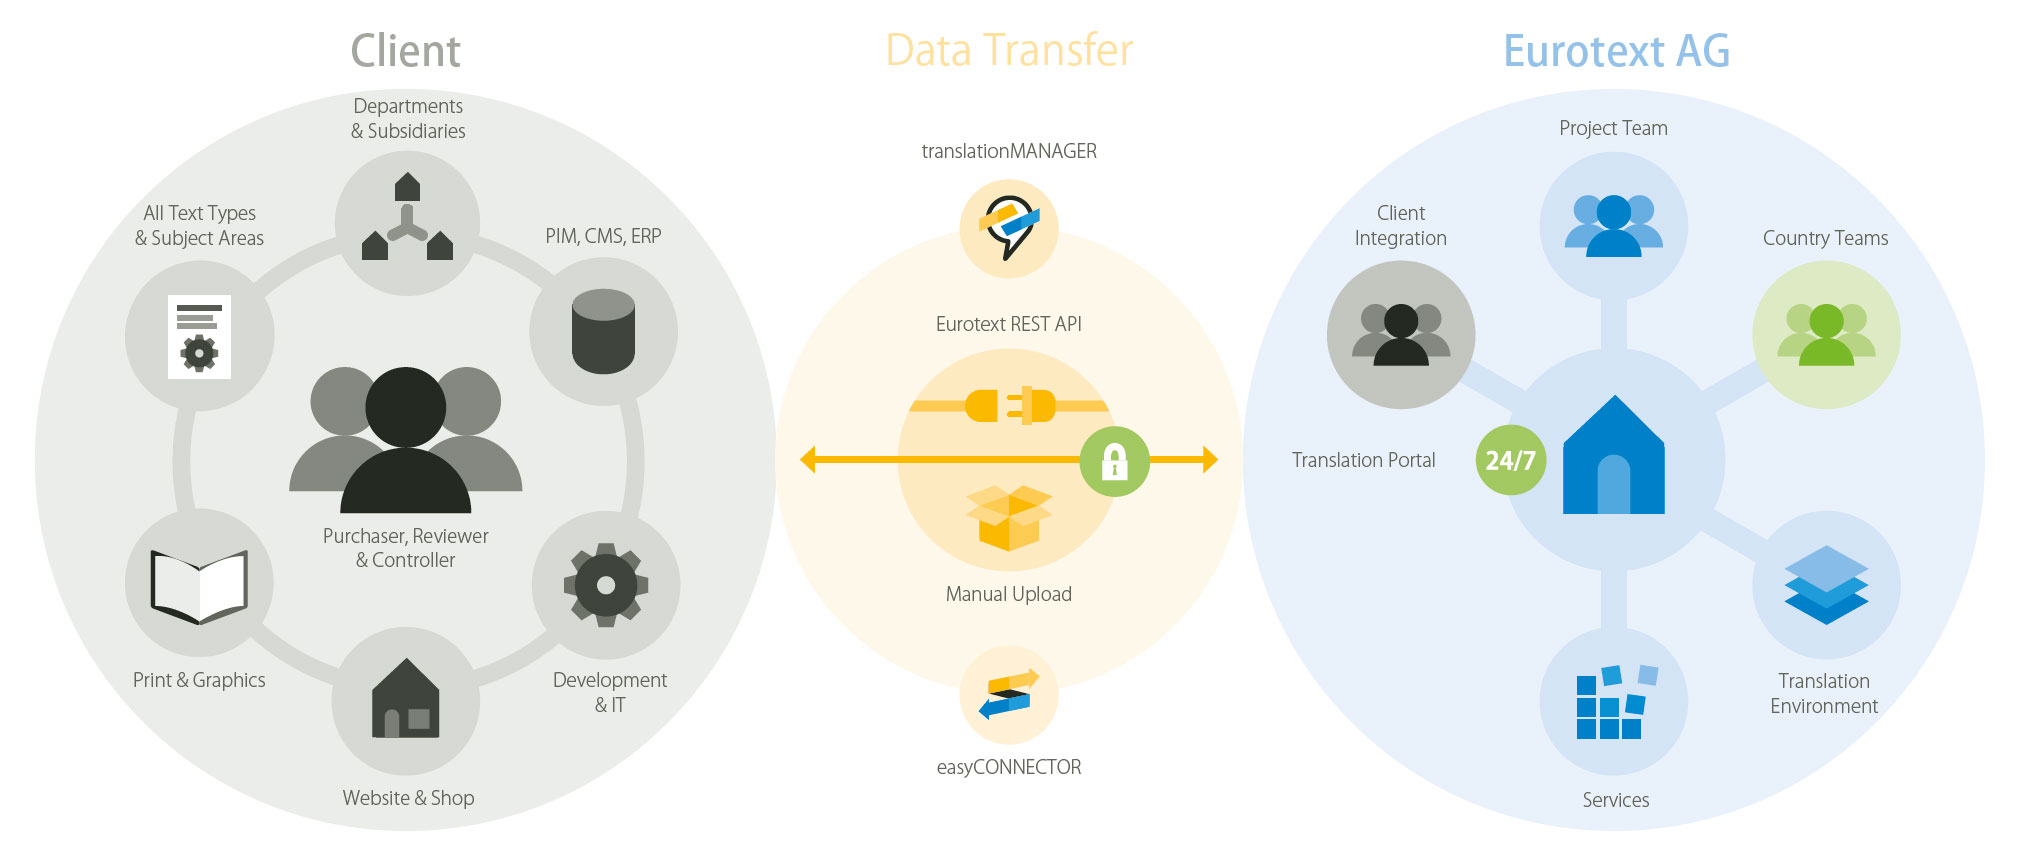 Client
Departments
& Subsidiaries
All Text Types
& Subject Areas
PIM, CMS, ERP
Purchaser, Reviewer
& Controller
Print & Graphics
Development
& IT
Website & Shop
Data Transfer
translationMANAGER
Eurotext REST API
Manual Upload
easyCONNECTOR
Eurotext AG
Project Team
Client
Integration
Country Teams
Translation Portal
24/7
Translation
Environment
Services